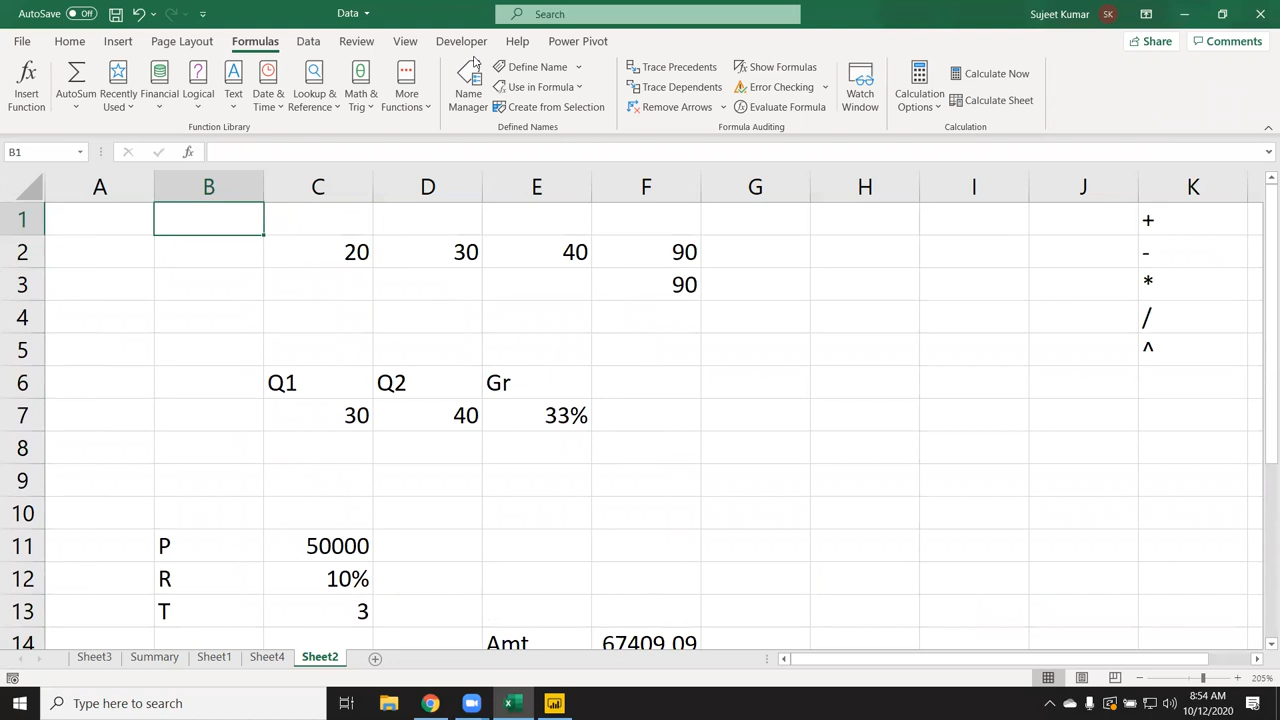 AutoSave Off
Data
Search
Sujeet Kumar SK
File Home Insert Page Layout Formulas Data Review View Developer Help Power Pivot Share Comments
Insert Function
AutoSum
Recently Used
Financial
Logical
Text
Date & Time
Lookup & Reference
Math & Trig
More Functions
Function Library
Name Manager
Define Name
Use in Formula
Create from Selection
Defined Names
Trace Precedents
Trace Dependents
Remove Arrows
Show Formulas
Error Checking
Evaluate Formula
Formula Auditing
Watch Window
Calculation Options
Calculate Now
Calculate Sheet
Calculation
B1 fx
A B C D E F G H I J K
1 +
2 20 30 40 90 -
3 90 *
4 /
5 ^
6 Q1 Q2 Gr
7 30 40 33%
8
9
10
11 P 50000
12 R 10%
13 T 3
14 Amt 67409.09
Sheet3 Summary Sheet1 Sheet4 Sheet2
205%
Type here to search
8:54 AM
10/12/2020